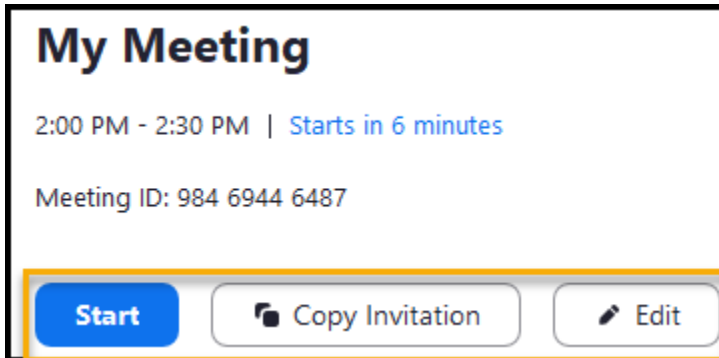 My Meeting
2:00 PM - 2:30 PM | Starts in 6 minutes
Meeting ID: 984 6944 6487
Start Copy Invitation Edit